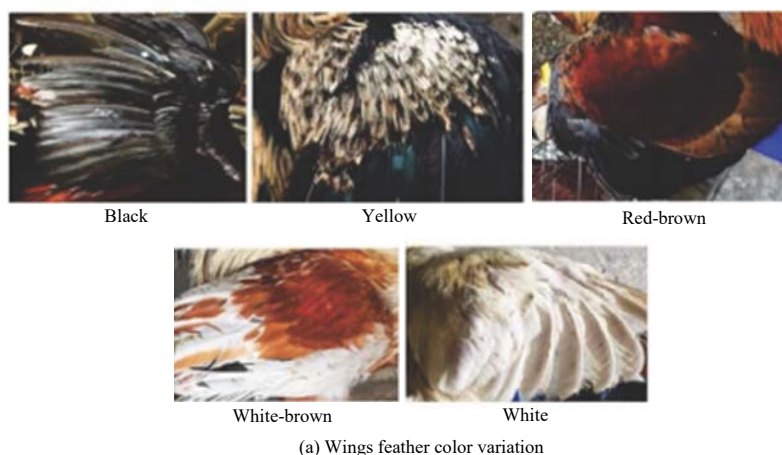 Black
Yellow
Red-brown
White-brown
White
(a) Wings feather color variation